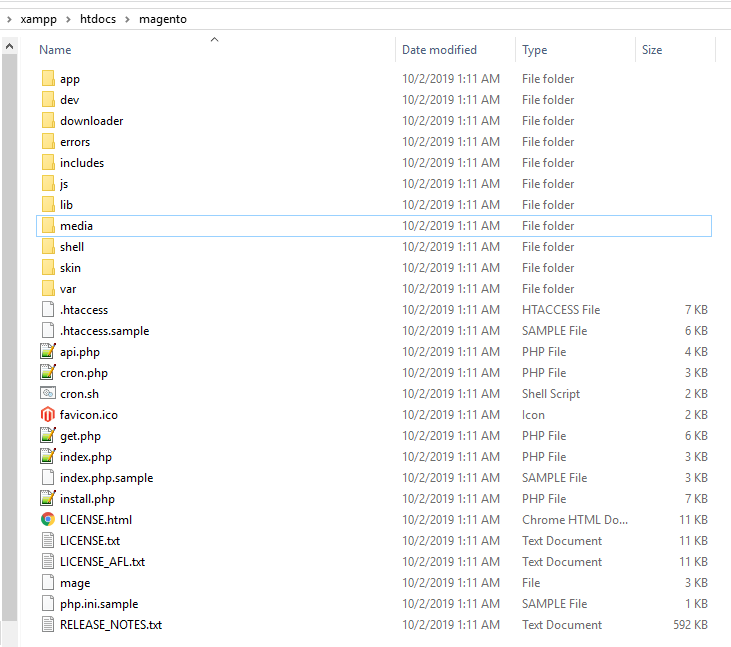 xampp > htdocs > magento
Name Date modified Type Size
app 10/2/2019 1:11 AM File folder
dev 10/2/2019 1:11 AM File folder
downloader 10/2/2019 1:11 AM File folder
errors 10/2/2019 1:11 AM File folder
includes 10/2/2019 1:11 AM File folder
js 10/2/2019 1:11 AM File folder
lib 10/2/2019 1:11 AM File folder
media 10/2/2019 1:11 AM File folder
shell 10/2/2019 1:11 AM File folder
skin 10/2/2019 1:11 AM File folder
var 10/2/2019 1:11 AM File folder
.htaccess 10/2/2019 1:11 AM HTACCESS File 7 KB
.htaccess.sample 10/2/2019 1:11 AM SAMPLE File 6 KB
api.php 10/2/2019 1:11 AM PHP File 4 KB
cron.php 10/2/2019 1:11 AM PHP File 3 KB
cron.sh 10/2/2019 1:11 AM Shell Script 2 KB
favicon.ico 10/2/2019 1:11 AM Icon 2 KB
get.php 10/2/2019 1:11 AM PHP File 6 KB
index.php 10/2/2019 1:11 AM PHP File 3 KB
index.php.sample 10/2/2019 1:11 AM SAMPLE File 3 KB
install.php 10/2/2019 1:11 AM PHP File 7 KB
LICENSE.html 10/2/2019 1:11 AM Chrome HTML Do... 11 KB
LICENSE.txt 10/2/2019 1:11 AM Text Document 11 KB
LICENSE_AFL.txt 10/2/2019 1:11 AM Text Document 11 KB
mage 10/2/2019 1:11 AM File 3 KB
php.ini.sample 10/2/2019 1:11 AM SAMPLE File 1 KB
RELEASE_NOTES.txt 10/2/2019 1:11 AM Text Document 592 KB